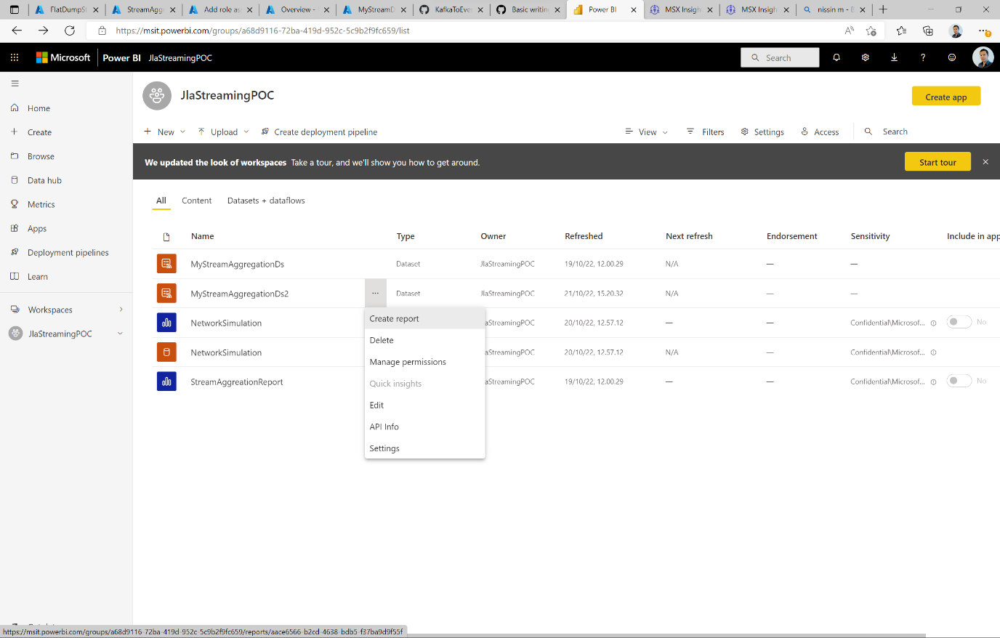 FlatDumpSt
StreamAggr
Add role as
Overview -
MyStreamD
KafkaToEve
Basic writin
Power BI
MSX Insigh
MSX Insigh
nissin m - B
https://msit.powerbi.com/groups/a68d9116-72ba-419d-952c-5c9b2f9fc659/list
Microsoft Power BI JlaStreamingPOC
Search
Home
Create
Browse
Data hub
Metrics
Apps
Deployment pipelines
Learn
Workspaces
JlaStreamingPOC
JlaStreamingPOC
Create app
New Upload Create deployment pipeline View Filters Settings Access Search
We updated the look of workspaces Take a tour, and we'll show you how to get around. Start tour
All Content Datasets + dataflows
Name Type Owner Refreshed Next refresh Endorsement Sensitivity Include in app
MyStreamAggregationDs Dataset JlaStreamingPOC 19/10/22, 12.00.29 N/A — —
MyStreamAggregationDs2 ... Dataset JlaStreamingPOC 21/10/22, 15.20.32 N/A — —
NetworkSimulation aStreamingPOC 20/10/22, 12.57.12 — — Confidential\Microsof... No
NetworkSimulation aStreamingPOC 20/10/22, 12.57.12 N/A — Confidential\Microsof...
StreamAggreationReport aStreamingPOC 19/10/22, 12.00.29 — — Confidential\Microsof... No
Create report
Delete
Manage permissions
Quick insights
Edit
API Info
Settings
https://msit.powerbi.com/groups/a68d9116-72ba-419d-952c-5c9b2f9fc659/reports/aace6566-b2cd-4638-bdb5-f37ba9d9f55f